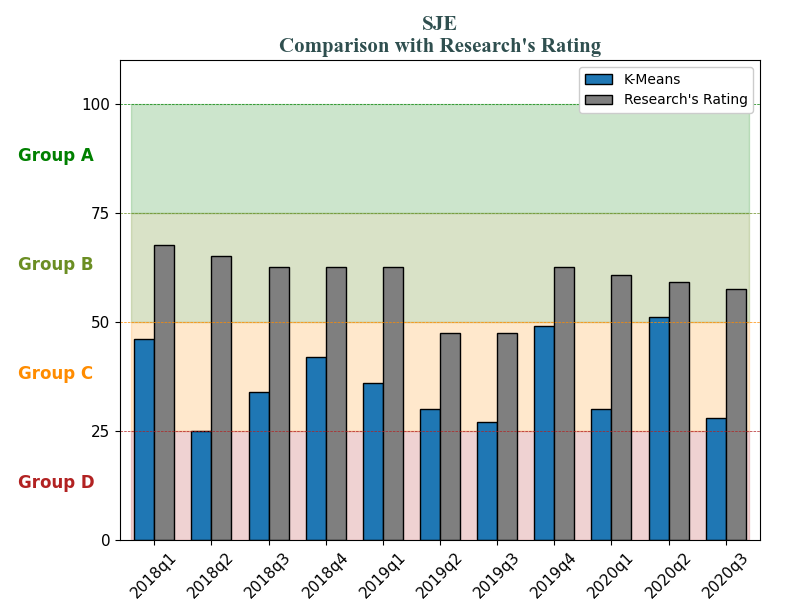 SJE
Comparison with Research's Rating
K-Means
Research's Rating
100
Group A
75
Group B
50
Group C
25
Group D
0
2018q1
2018q2
2018q3
2018q4
2019q1
2019q2
2019q3
2019q4
2020q1
2020q2
2020q3